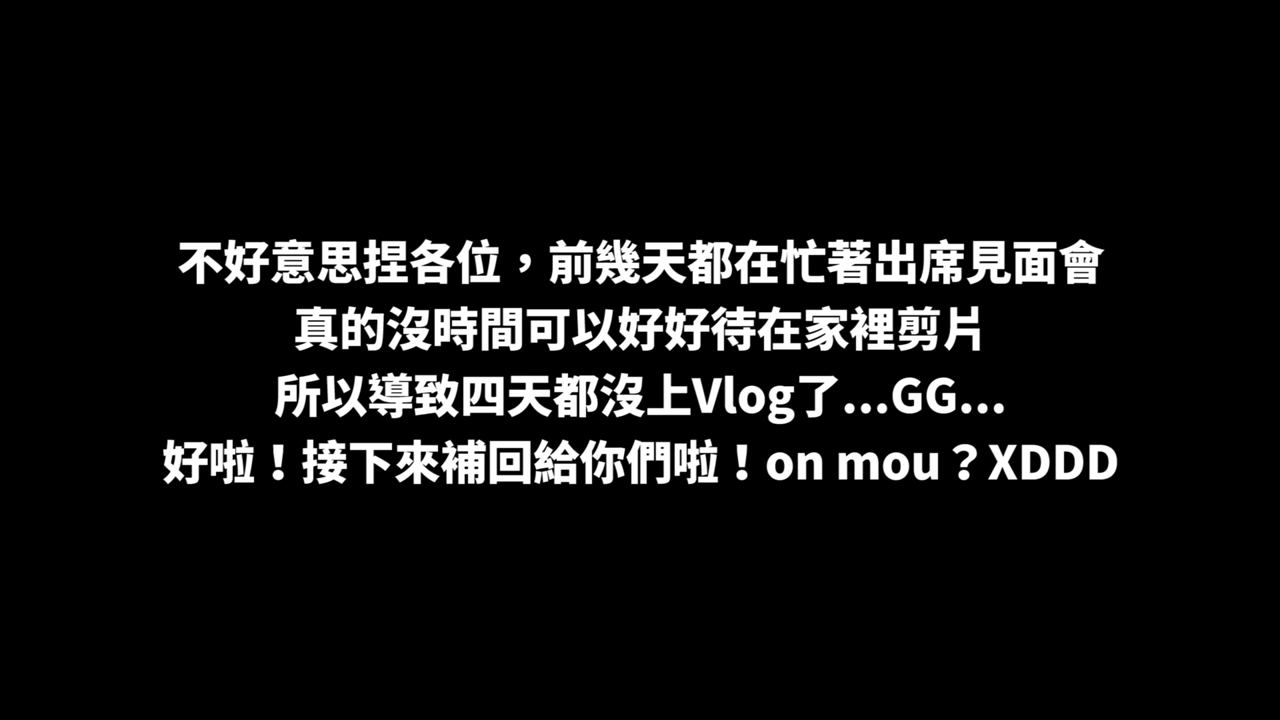 不好意思捏各位，前幾天都在忙著出席見面會
真的沒時間可以好好待在家裡剪片
所以導致四天都沒上Vlog了...GG...
好啦！接下來補回給你們啦！on mou？XDDD